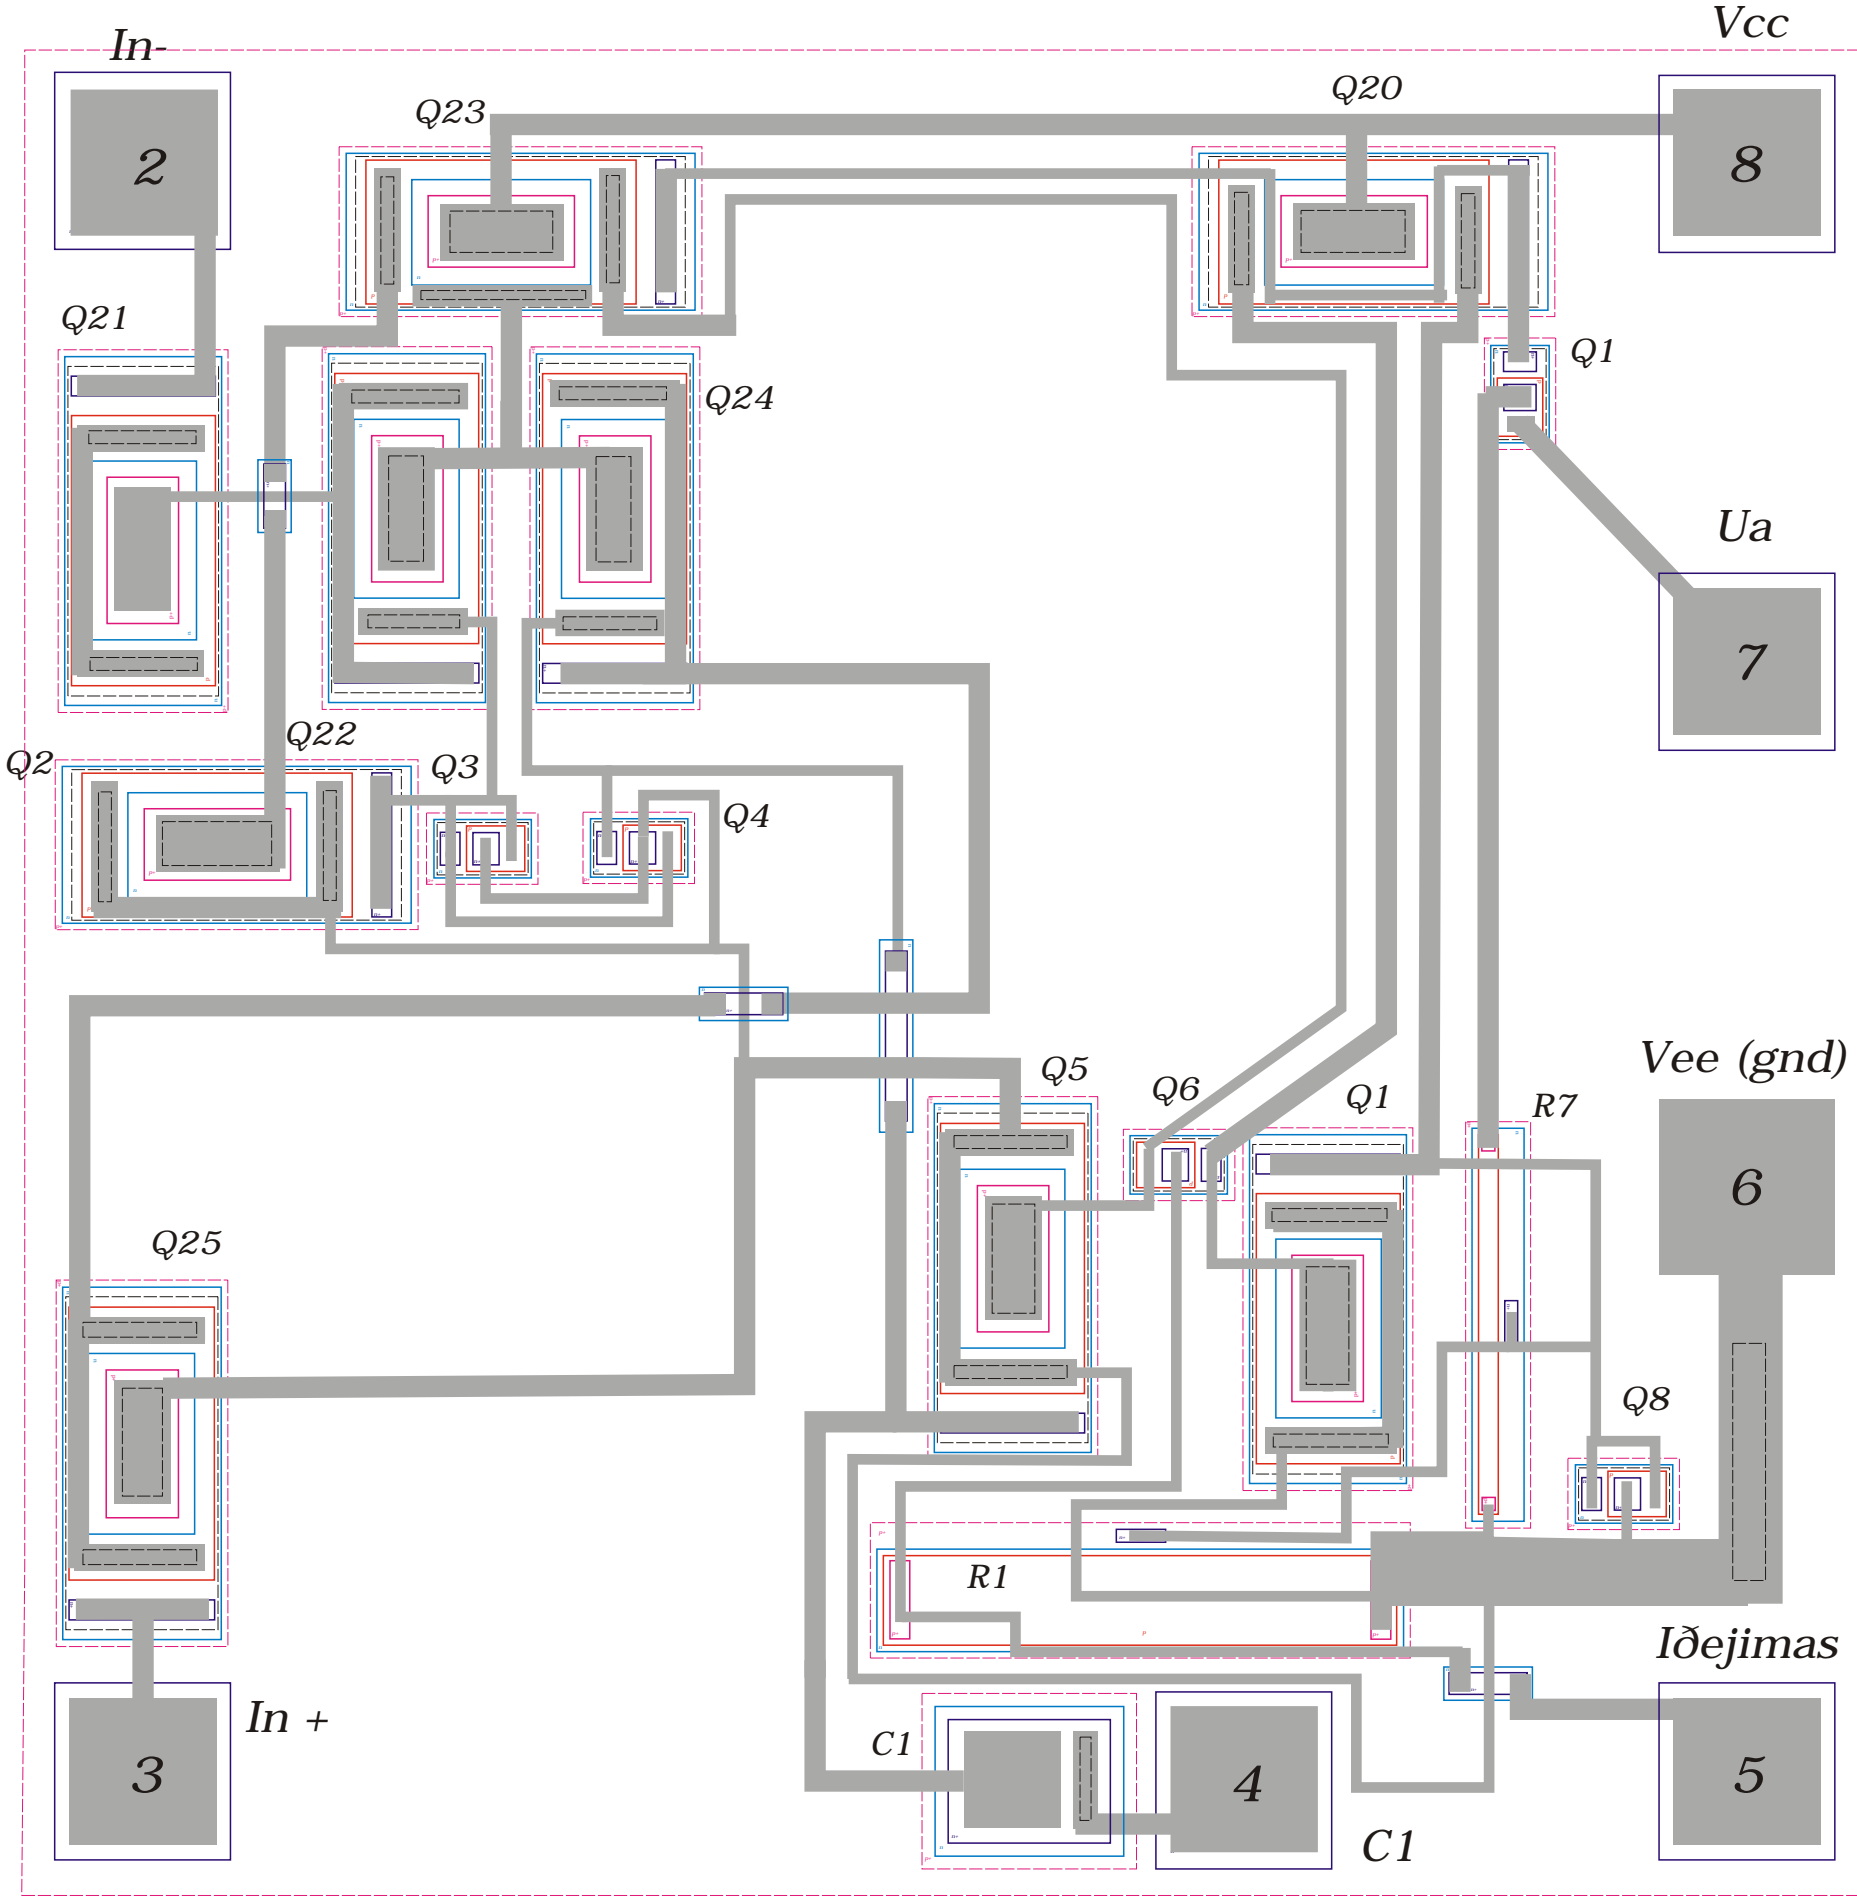 In-
Vcc
Q23
Q20
2
8
Q21
Q1
Q24
Ua
7
Q22
Q2
Q3
Q4
Vee (gnd)
Q5
Q6
Q1
R7
6
Q25
Q8
R1
Iðejimas
In +
C1
3
4
5
C1